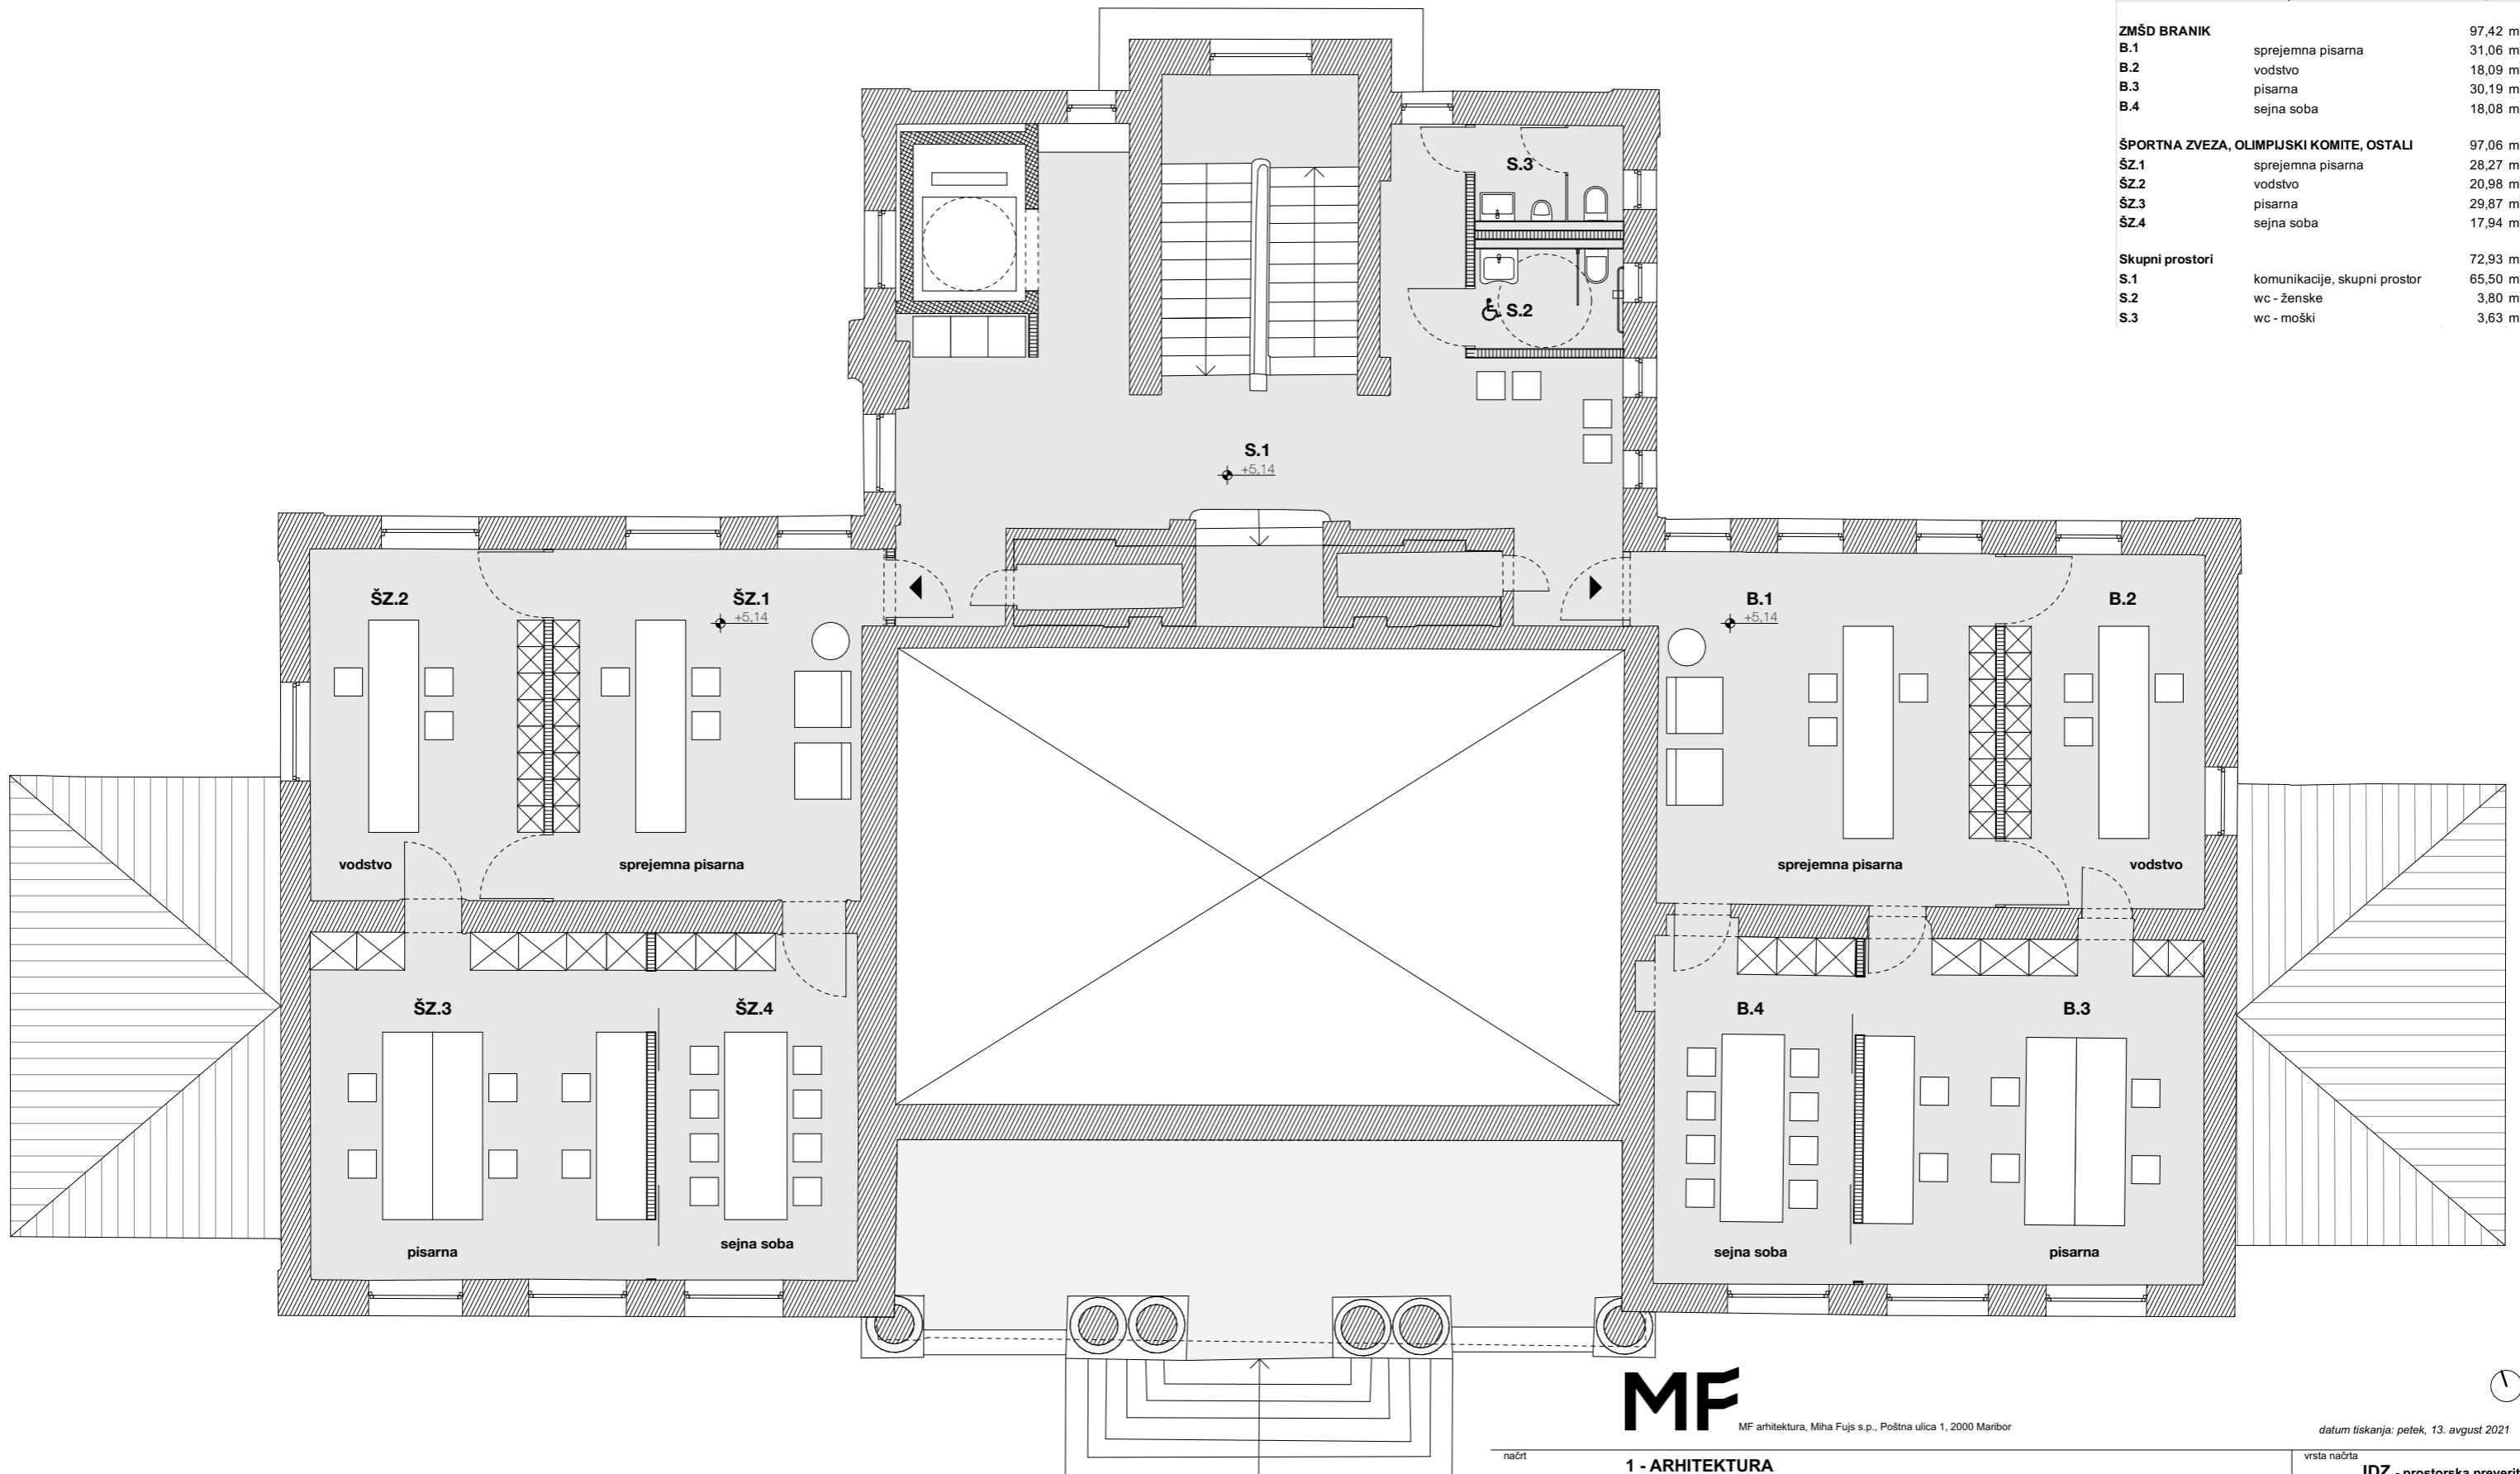 ZMŠD BRANIK 97,42 m
B.1 sprejemna pisarna 31,06 m
B.2 vodstvo 18,09 m
B.3 pisarna 30,19 m
B.4 sejna soba 18,08 m
ŠPORTNA ZVEZA, OLIMPIJSKI KOMITE, OSTALI 97,06 m
ŠZ.1 sprejemna pisarna 28,27 m
ŠZ.2 vodstvo 20,98 m
ŠZ.3 pisarna 29,87 m
ŠZ.4 sejna soba 17,94 m
Skupni prostori 72,93 m
S.1 komunikacije, skupni prostor 65,50 m
S.2 wc - ženske 3,80 m
S.3 wc - moški 3,63 m
S.3
S.2
S.1
+5,14
ŠZ.2
ŠZ.1
+5,14
B.1
+5,14
B.2
vodstvo
sprejemna pisarna
sprejemna pisarna
vodstvo
ŠZ.3
ŠZ.4
B.4
B.3
pisarna
sejna soba
sejna soba
pisarna
MF
MF arhitektura, Miha Fujs s.p., Poštna ulica 1, 2000 Maribor
datum tiskanja: petek, 13. avgust 2021
načrt
1 - ARHITEKTURA
vrsta načrta
IDZ - prostorska preverit